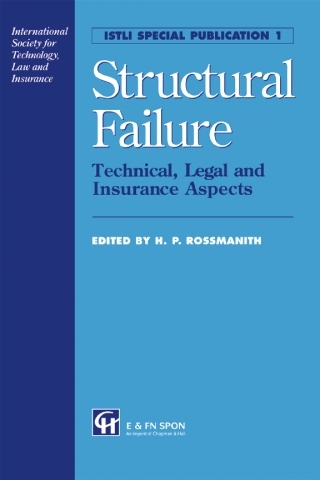 International
Society for
Technology,
Law and
Insurance
ISTLI SPECIAL PUBLICATION 1
Structural
Failure
Technical, Legal and
Insurance Aspects
EDITED BY H. P. ROSSMANITH
E & FN SPON
An imprint of Chapman & Hall